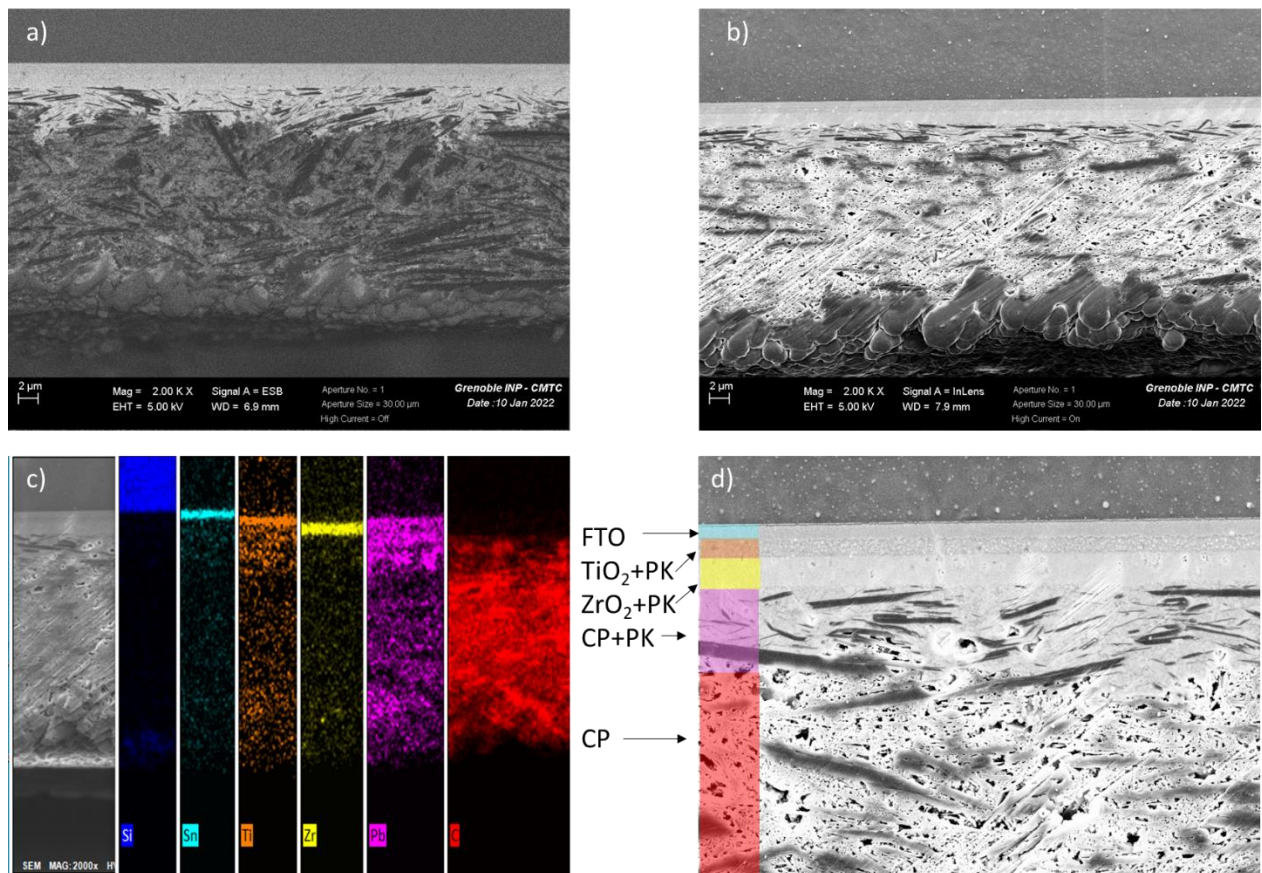 a)
2 µm
Mag = 2.00 K X
EHT = 5.00 kV
Signal A = ESB
WD = 6.9 mm
Aperture No. = 1
Aperture Size = 30.00 µm
High Current = Off
Grenoble INP - CMTC
Date :10 Jan 2022
b)
2 µm
Mag = 2.00 K X
EHT = 5.00 kV
Signal A = InLens
WD = 7.9 mm
Aperture No. = 1
Aperture Size = 30.00 µm
High Current = On
Grenoble INP - CMTC
Date :10 Jan 2022
c)
Si
Sn
Ti
Zr
Pb
C
SEM MAG: 2000x
FTO
TiO₂+PK
ZrO₂+PK
CP+PK
CP
d)